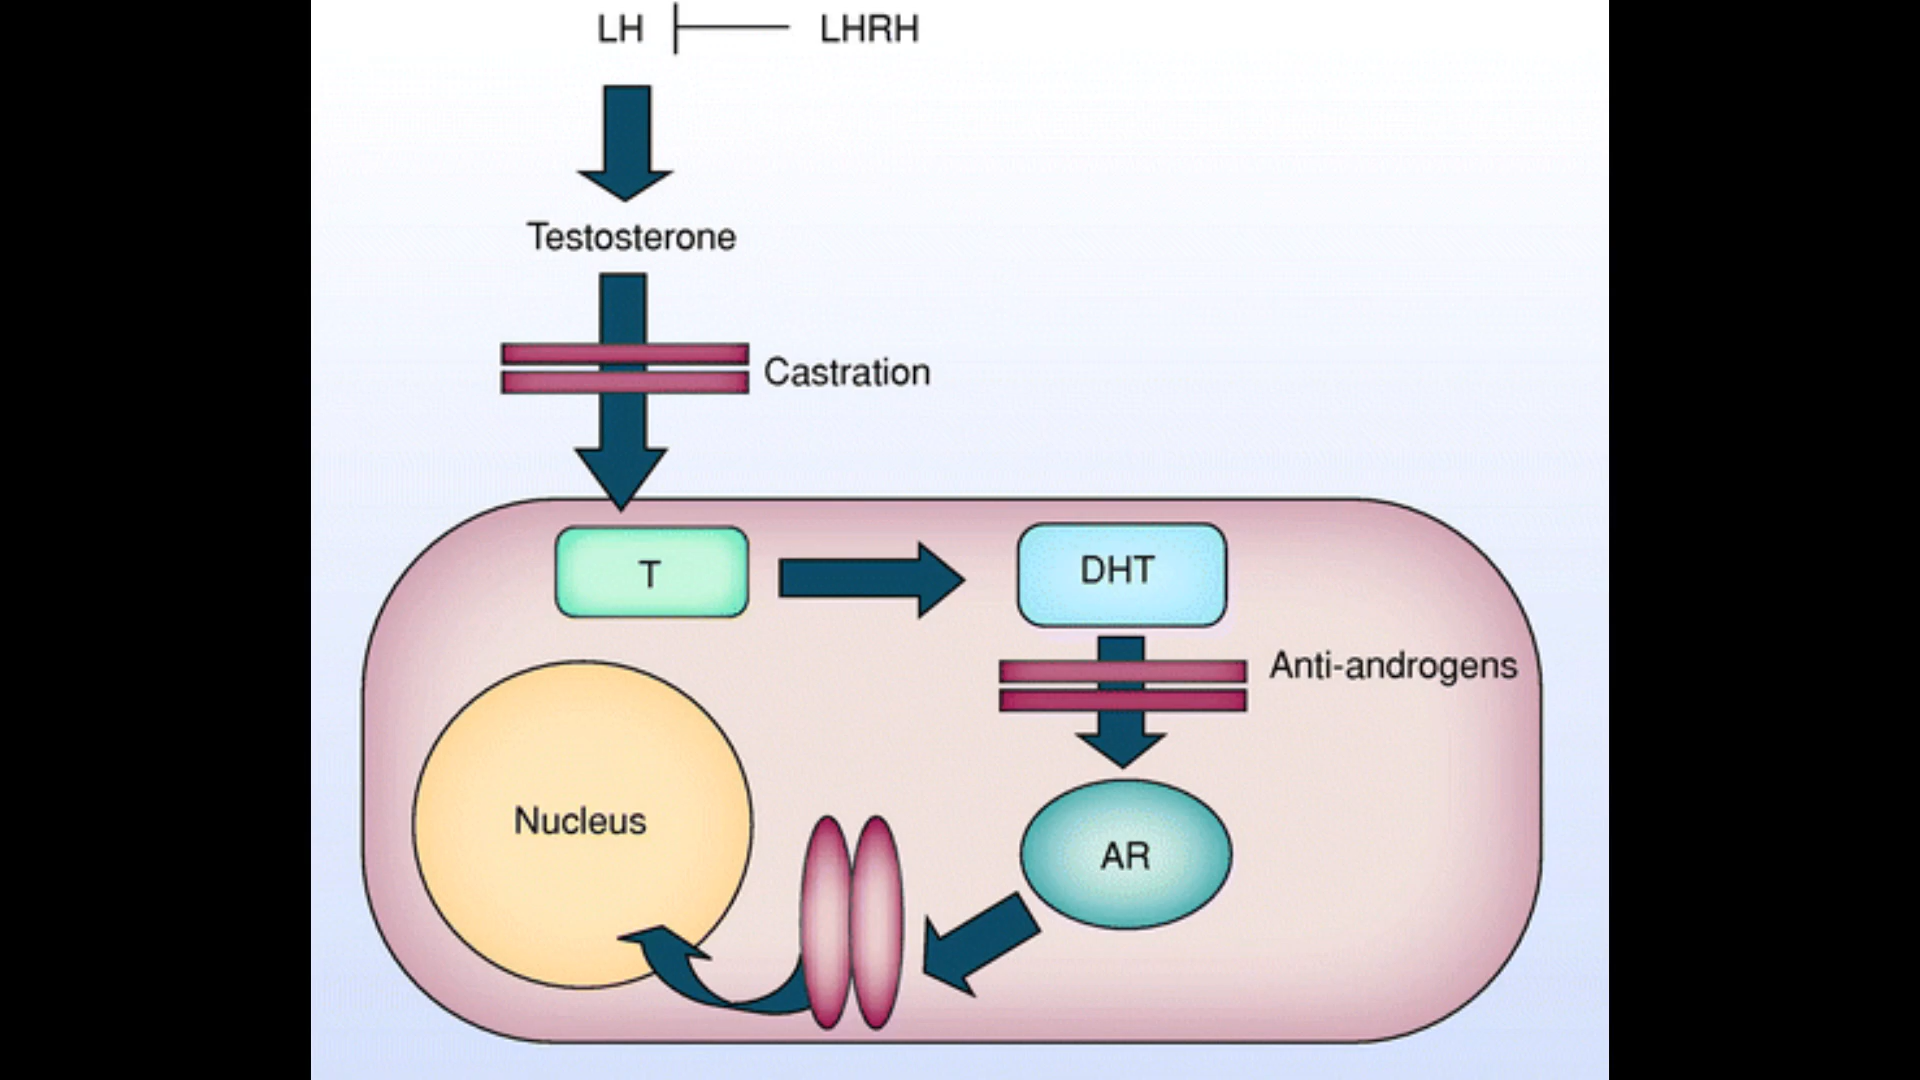 LH LHRH
Testosterone
Castration
T
DHT
Anti-androgens
Nucleus
AR